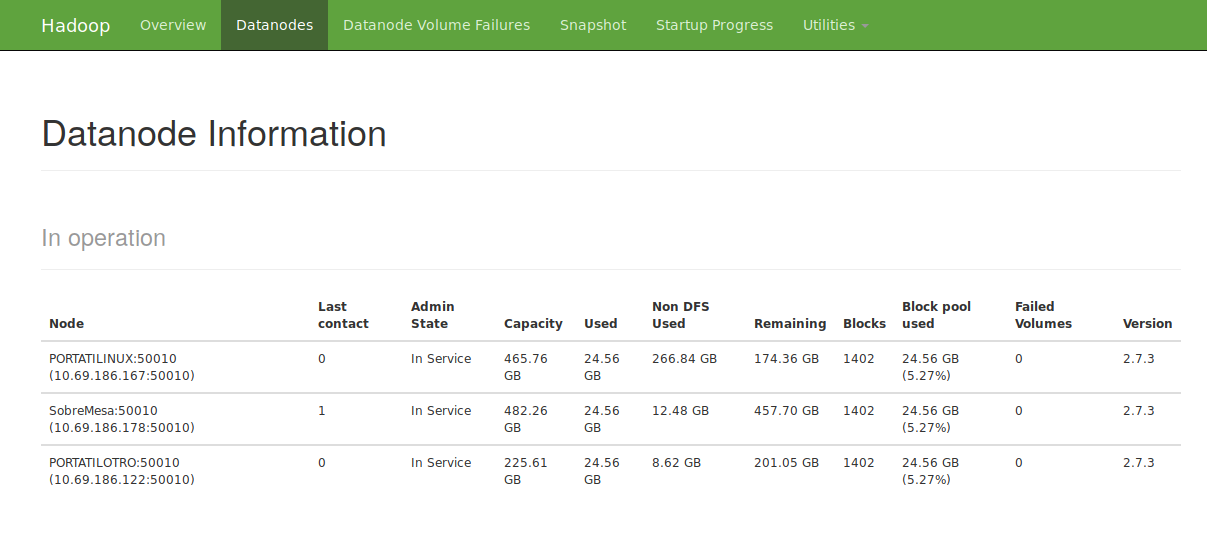 Hadoop Overview Datanodes Datanode Volume Failures Snapshot Startup Progress Utilities
Datanode Information
In operation
Node Last contact Admin State Capacity Used Non DFS Used Remaining Blocks Block pool used Failed Volumes Version
PORTATILINUX:50010 0 In Service 465.76 24.56 266.84 GB 174.36 GB 1402 24.56 GB 0 2.7.3
(10.69.186.167:50010) GB GB (5.27%)
SobreMesa:50010 1 In Service 482.26 24.56 12.48 GB 457.70 GB 1402 24.56 GB 0 2.7.3
(10.69.186.178:50010) GB GB (5.27%)
PORTATILOTRO:50010 0 In Service 225.61 24.56 8.62 GB 201.05 GB 1402 24.56 GB 0 2.7.3
(10.69.186.122:50010) GB GB (5.27%)